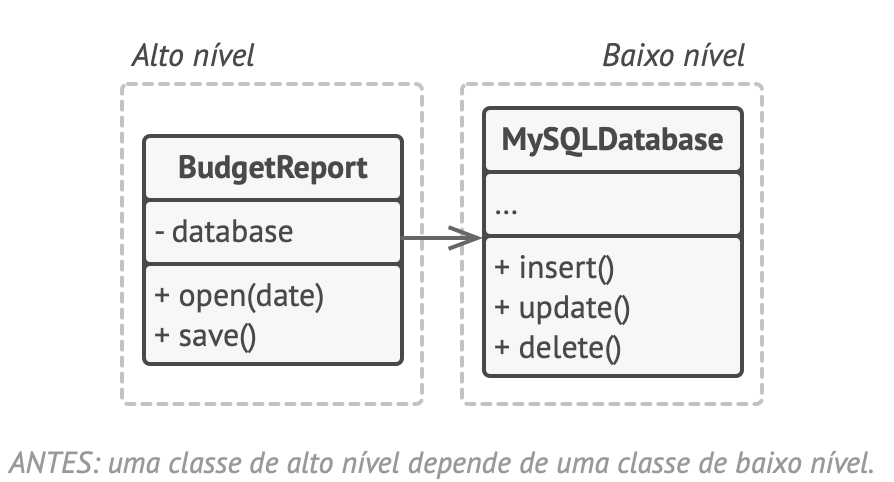 Alto nível
Baixo nível
BudgetReport
- database
+ open(date)
+ save()
MySQLDatabase
...
+ insert()
+ update()
+ delete()
ANTES: uma classe de alto nível depende de uma classe de baixo nível.